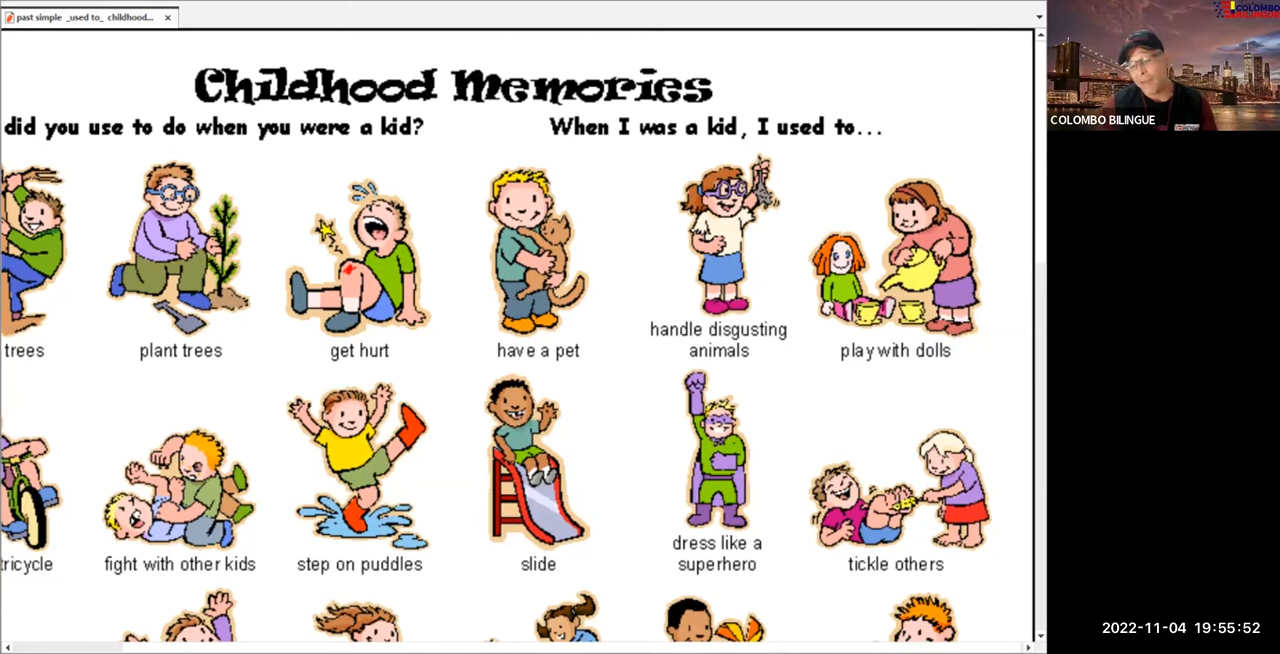 past simple _used to_ childhood...
COLOMBO
BILINGUE
COLOMBO BILINGUE
Childhood Memories
did you use to do when you were a kid?
When I was a kid, I used to...
trees
plant trees
get hurt
have a pet
handle disgusting
animals
play with dolls
tricycle
fight with other kids
step on puddles
slide
dress like a
superhero
tickle others
2022-11-04 19:55:52